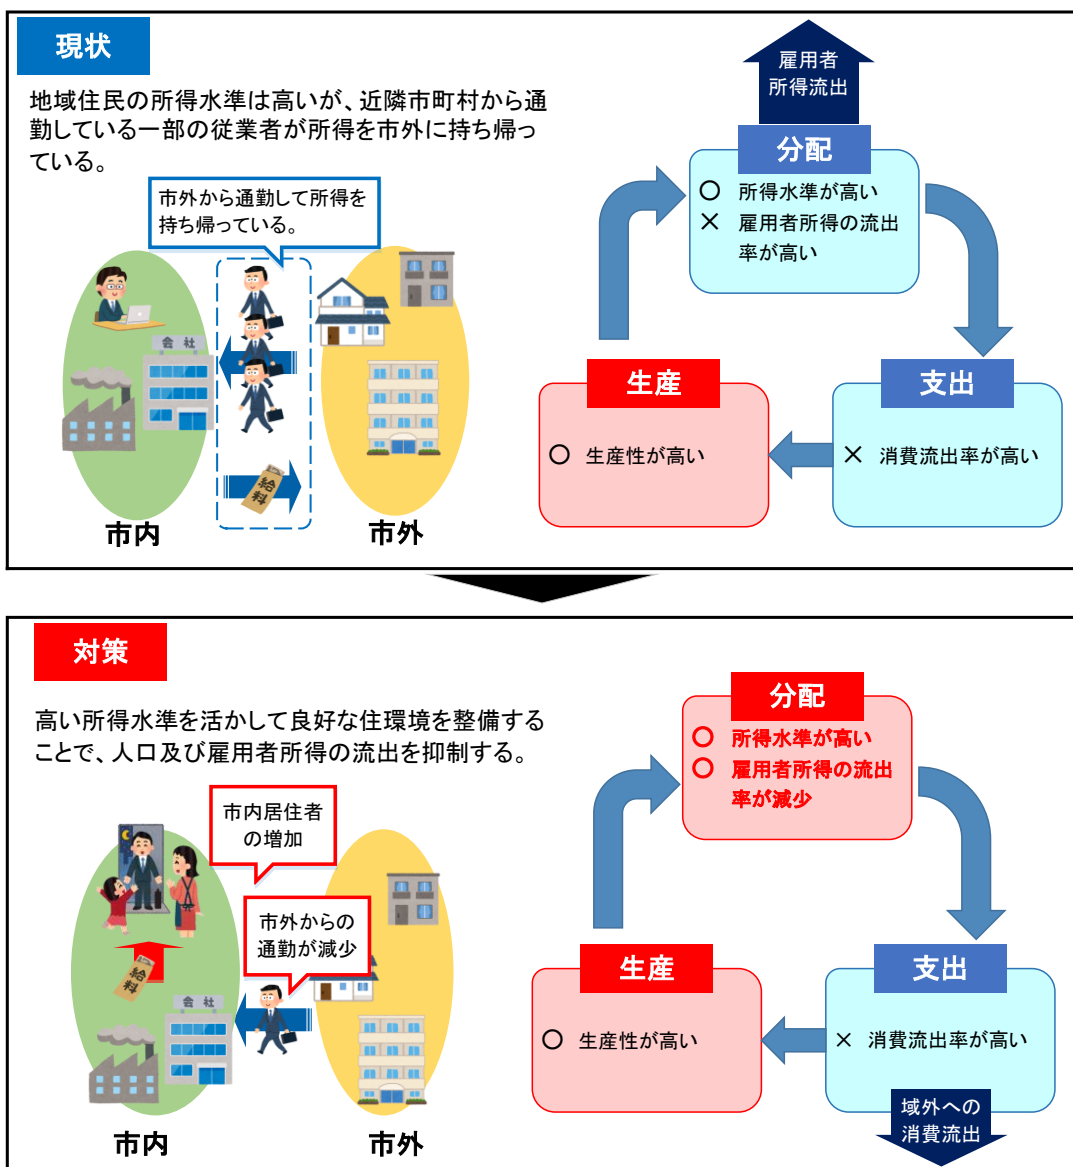 現状
地域住民の所得水準は高いが、近隣市町村から通
勤している一部の従業者が所得を市外に持ち帰っ
ている。
市外から通勤して所得を
持ち帰っている。
会社
給料
市内
市外
雇用者
所得流出
分配
○ 所得水準が高い
× 雇用者所得の流出
率が高い
生産
○ 生産性が高い
支出
× 消費流出率が高い
対策
高い所得水準を活かして良好な住環境を整備する
ことで、人口及び雇用者所得の流出を抑制する。
市内居住者
の増加
市外からの
通勤が減少
給料
会社
市内
市外
分配
○ 所得水準が高い
○ 雇用者所得の流出
率が減少
生産
○ 生産性が高い
支出
× 消費流出率が高い
域外への
消費流出